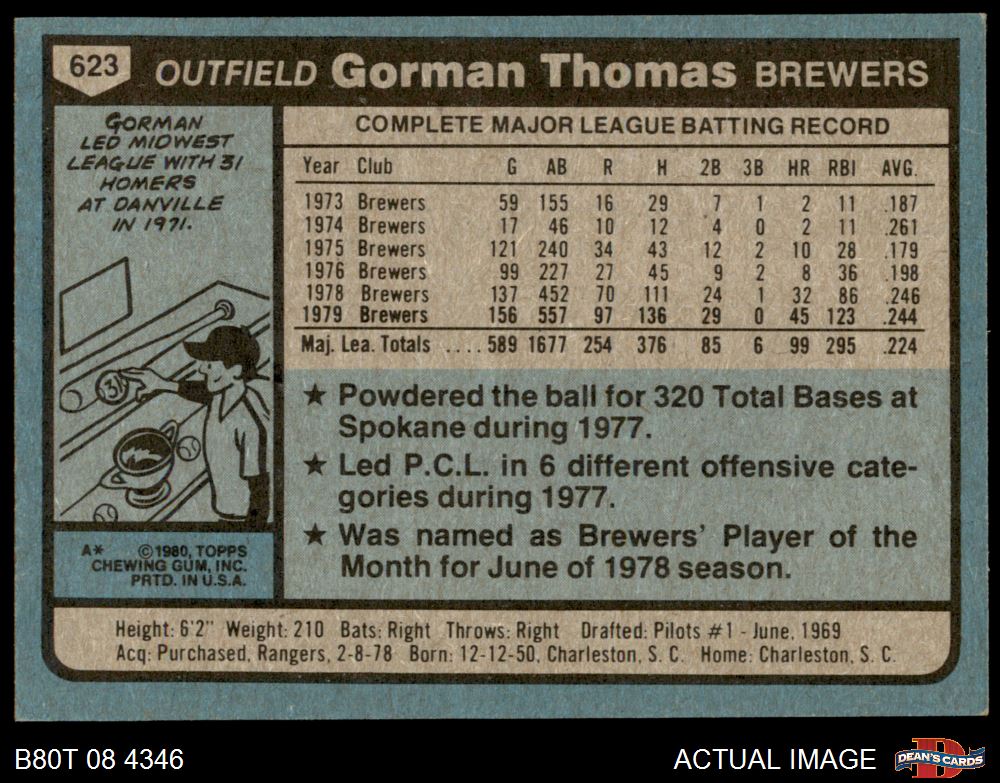 623 OUTFIELD Gorman Thomas BREWERS
GORMAN
LED MIDWEST
LEAGUE WITH 31
HOMERS
AT DANVILLE
IN 1971.
31
A* ©1980, TOPPS
CHEWING GUM, INC.
PRTD. IN U.S.A.
COMPLETE MAJOR LEAGUE BATTING RECORD
Year Club G AB R H 2B 3B HR RBI AVG.
1973 Brewers 59 155 16 29 7 1 2 11 .187
1974 Brewers 17 46 10 12 4 0 2 11 .261
1975 Brewers 121 240 34 43 12 2 10 28 .179
1976 Brewers 99 227 27 45 9 2 8 36 .198
1978 Brewers 137 452 70 111 24 1 32 86 .246
1979 Brewers 156 557 97 136 29 0 45 123 .244
Maj. Lea. Totals .... 589 1677 254 376 85 6 99 295 .224
★ Powdered the ball for 320 Total Bases at
Spokane during 1977.
★ Led P.C.L. in 6 different offensive cate-
gories during 1977.
★ Was named as Brewers' Player of the
Month for June of 1978 season.
Height: 6'2" Weight: 210 Bats: Right Throws: Right Drafted: Pilots #1 - June, 1969
Acq: Purchased, Rangers, 2-8-78 Born: 12-12-50, Charleston, S. C. Home: Charleston, S. C.
B80T 08 4346 ACTUAL IMAGE D DEAN'S CARDS